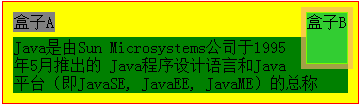 盒子A
盒子B
Java是由Sun Microsystems公司于1995
年5月推出的 Java程序设计语言和Java
平台（即JavaSE, JavaEE, JavaME）的总称